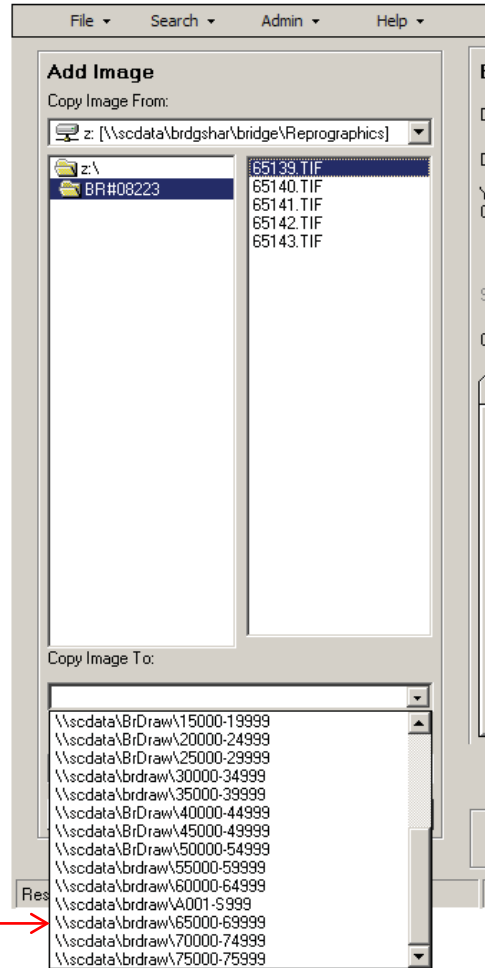 File Search Admin Help
Add Image
Copy Image From:
z: [\\scdata\brdgshar\bridge\Reprographics]
z:\
BR#08223
65139.TIF
65140.TIF
65141.TIF
65142.TIF
65143.TIF
Copy Image To:
\\scdata\BrDraw\15000-19999
\\scdata\BrDraw\20000-24999
\\scdata\BrDraw\25000-29999
\\scdata\brdraw\30000-34999
\\scdata\brdraw\35000-39999
\\scdata\BrDraw\40000-44999
\\scdata\BrDraw\45000-49999
\\scdata\BrDraw\50000-54999
\\scdata\brdraw\55000-59999
\\scdata\brdraw\60000-64999
\\scdata\brdraw\A001-S999
\\scdata\brdraw\65000-69999
\\scdata\brdraw\70000-74999
\\scdata\brdraw\75000-75999
Res